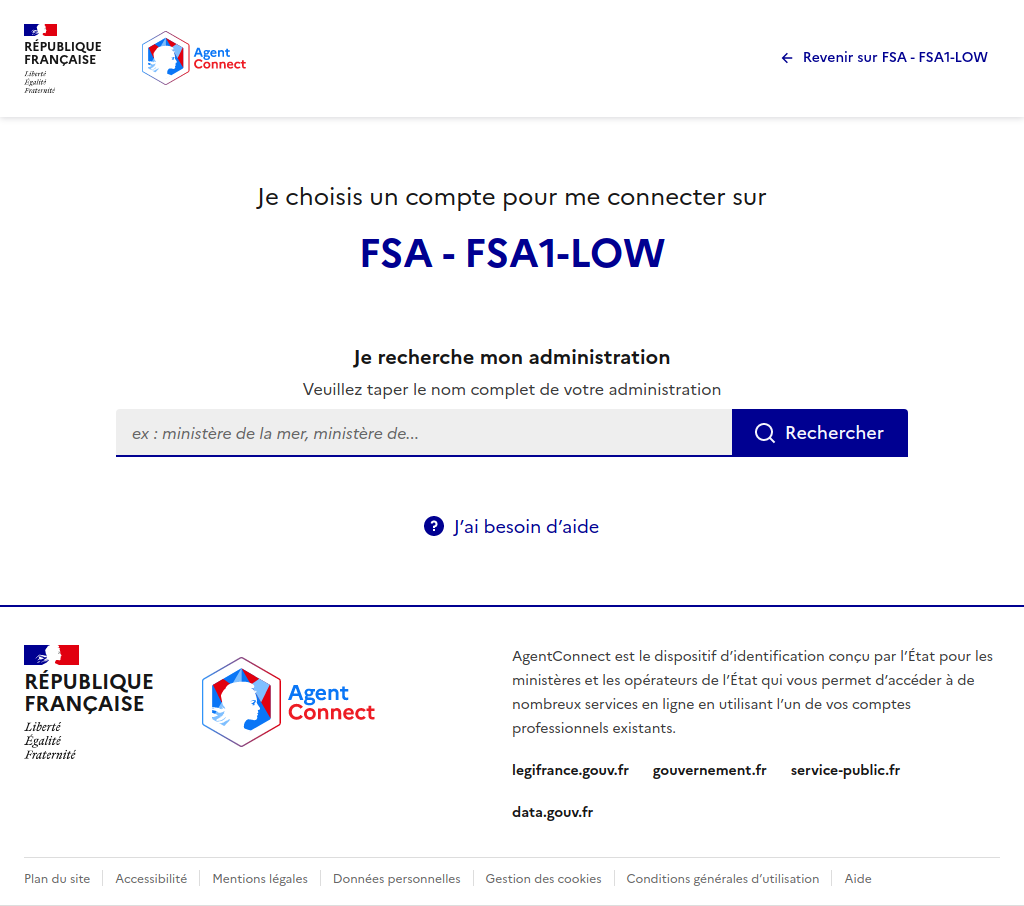 RÉPUBLIQUE
FRANÇAISE
Liberté
Égalité
Fraternité
Agent
Connect
Revenir sur FSA - FSA1-LOW
Je choisis un compte pour me connecter sur
FSA - FSA1-LOW
Je recherche mon administration
Veuillez taper le nom complet de votre administration
ex : ministère de la mer, ministère de...
Rechercher
? J’ai besoin d’aide
RÉPUBLIQUE
FRANÇAISE
Liberté
Égalité
Fraternité
Agent
Connect
AgentConnect est le dispositif d’identification conçu par l’État pour les
ministères et les opérateurs de l’État qui vous permet d’accéder à de
nombreux services en ligne en utilisant l’un de vos comptes
professionnels existants.
legifrance.gouv.fr gouvernement.fr service-public.fr
data.gouv.fr
Plan du site Accessibilité Mentions légales Données personnelles Gestion des cookies Conditions générales d’utilisation Aide